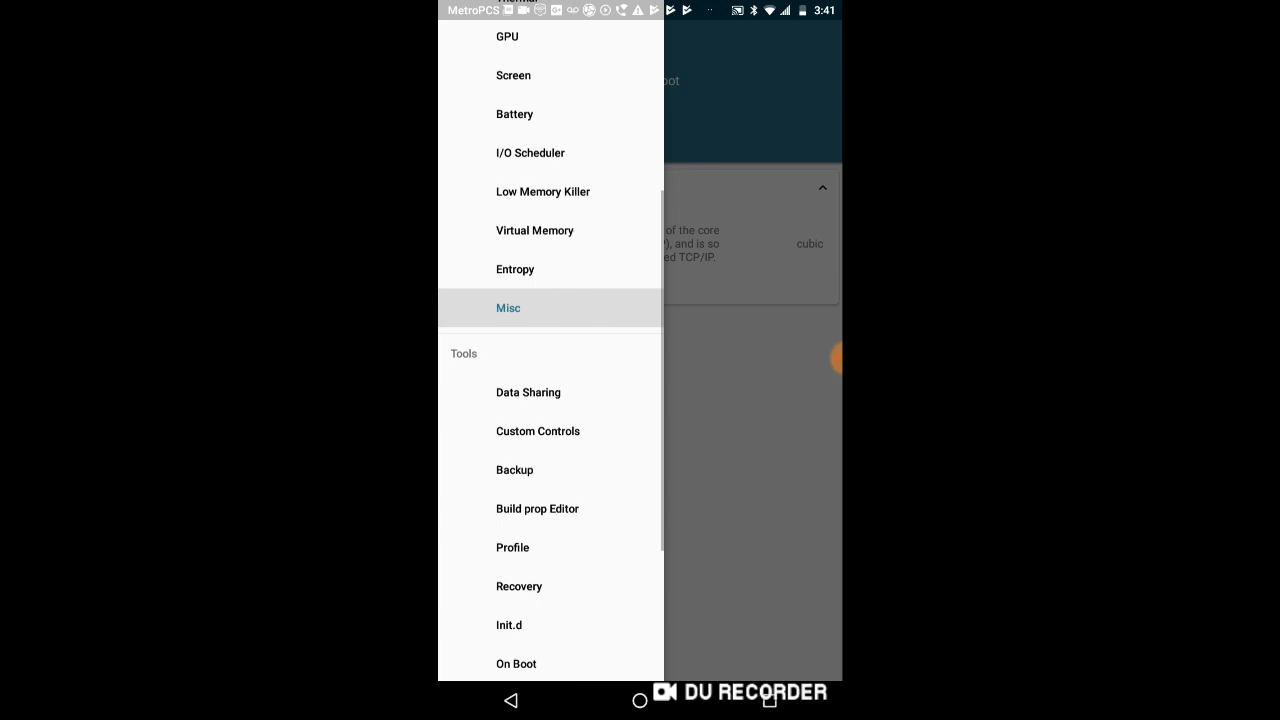 MetroPCS 3:41
GPU
Screen
Battery
I/O Scheduler
Low Memory Killer
Virtual Memory
Entropy
Misc
Tools
Data Sharing
Custom Controls
Backup
Build prop Editor
Profile
Recovery
Init.d
On Boot
oot
of the core
), and is so
ed TCP/IP.
cubic
DU RECORDER